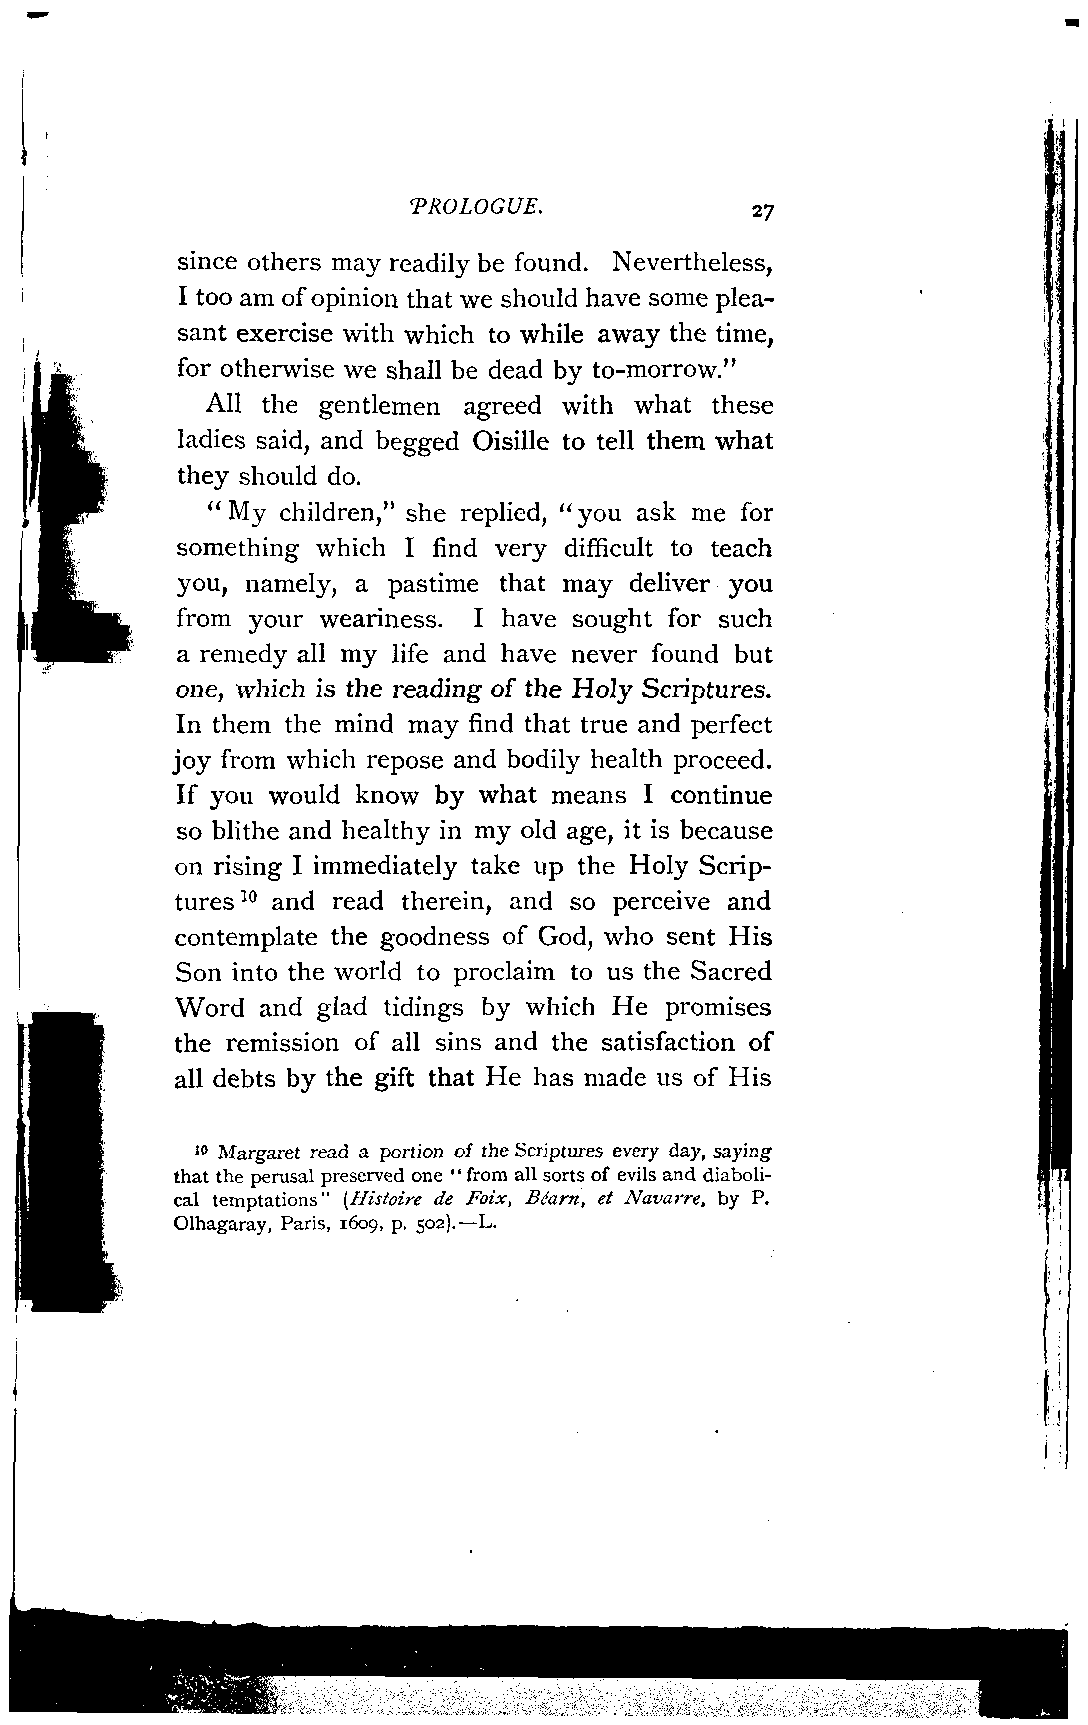 PROLOGUE. 27
since others may readily be found. Nevertheless,
I too am of opinion that we should have some plea-
sant exercise with which to while away the time,
for otherwise we shall be dead by to-morrow."
All the gentlemen agreed with what these
ladies said, and begged Oisille to tell them what
they should do.
"My children," she replied, "you ask me for
something which I find very difficult to teach
you, namely, a pastime that may deliver you
from your weariness. I have sought for such
a remedy all my life and have never found but
one, which is the reading of the Holy Scriptures.
In them the mind may find that true and perfect
joy from which repose and bodily health proceed.
If you would know by what means I continue
so blithe and healthy in my old age, it is because
on rising I immediately take up the Holy Scrip-
tures 10 and read therein, and so perceive and
contemplate the goodness of God, who sent His
Son into the world to proclaim to us the Sacred
Word and glad tidings by which He promises
the remission of all sins and the satisfaction of
all debts by the gift that He has made us of His
10 Margaret read a portion of the Scriptures every day, saying
that the perusal preserved one "from all sorts of evils and diaboli-
cal temptations" (Histoire de Foix, Béarn, et Navarre, by P.
Olhagaray, Paris, 1609, p. 502).—L.